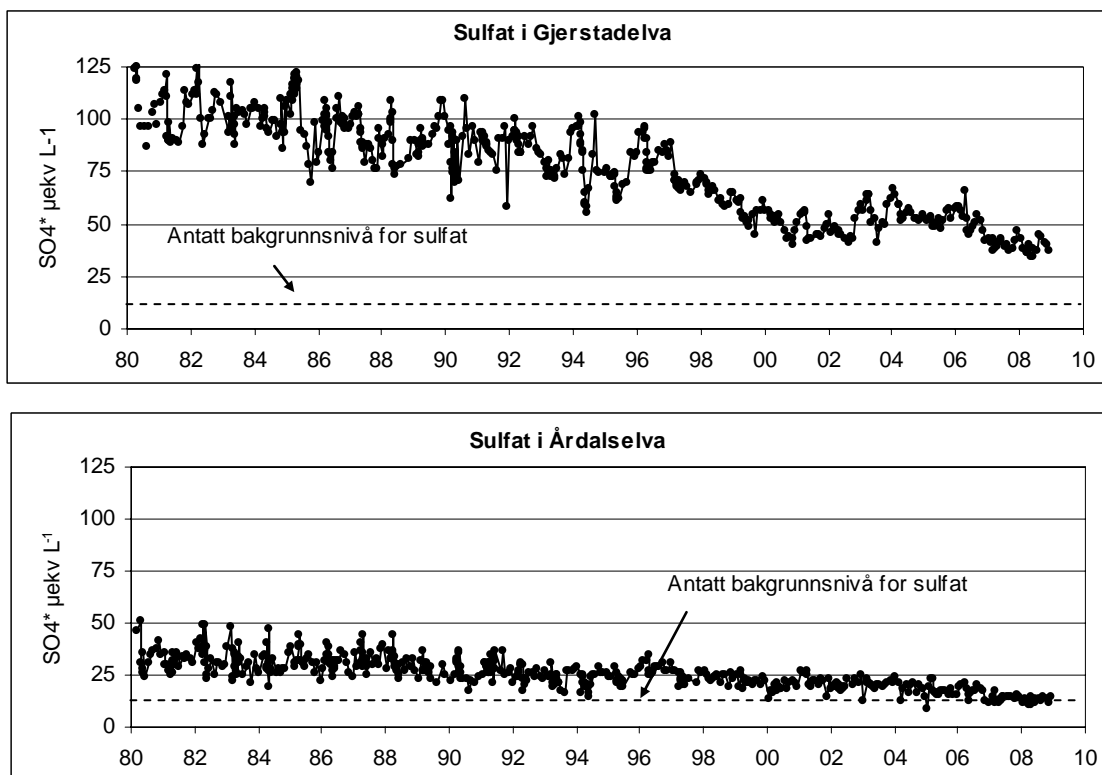 Sulfat i Gjerstadelva
SO4* µekv L-1
125
100
75
50
25
0
Antatt bakgrunnsnivå for sulfat
80 82 84 86 88 90 92 94 96 98 00 02 04 06 08 10
Sulfat i Årdalselva
SO4* µekv L-1
125
100
75
50
25
0
Antatt bakgrunnsnivå for sulfat
80 82 84 86 88 90 92 94 96 98 00 02 04 06 08 10